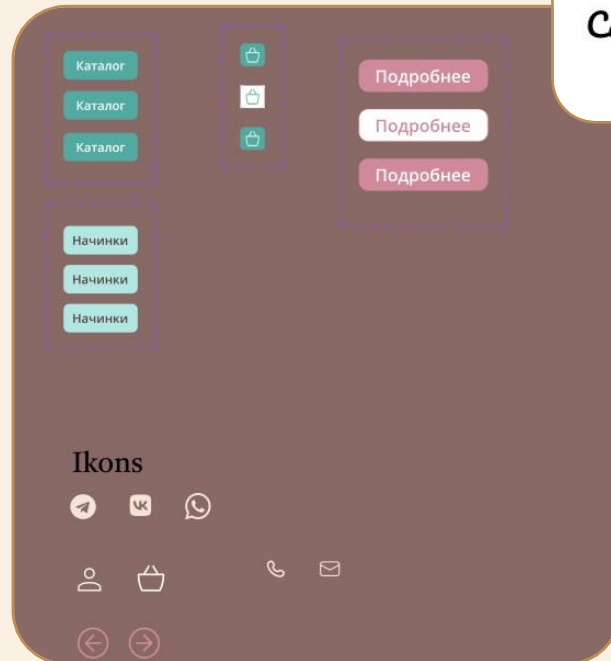 Каталог
Каталог
Каталог
Подробнее
Подробнее
Подробнее
Начинки
Начинки
Начинки
Ikons